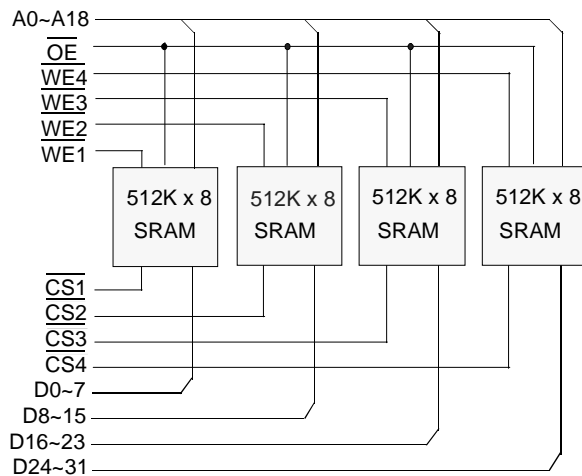 A0~A18
OE
WE4
WE3
WE2
WE1
512K x 8
SRAM
512K x 8
SRAM
512K x 8
SRAM
512K x 8
SRAM
CS1
CS2
CS3
CS4
D0~7
D8~15
D16~23
D24~31